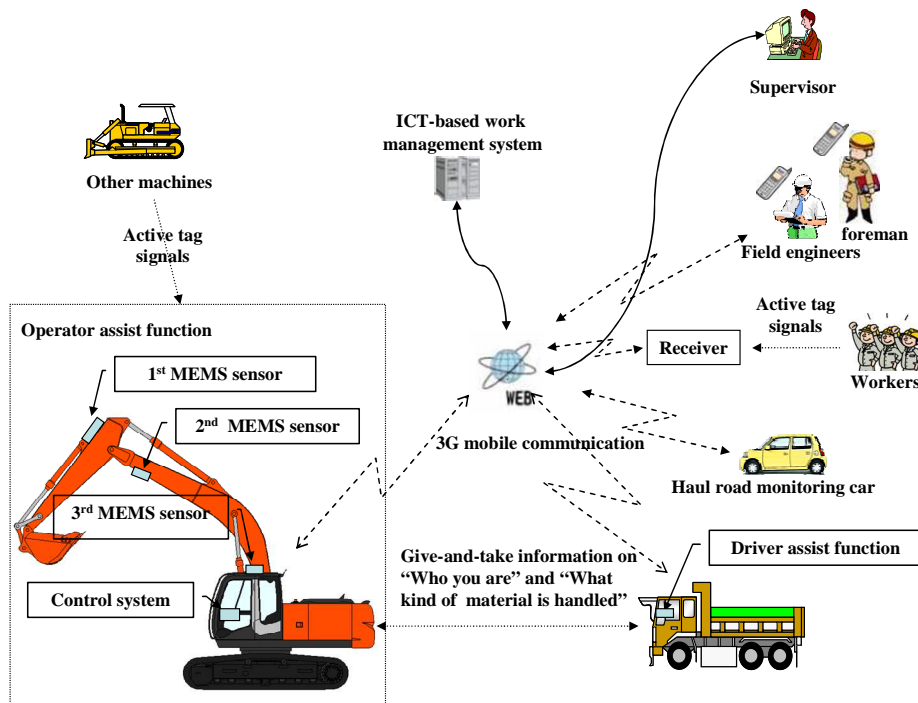 Supervisor
ICT-based work
management system
Other machines
foreman
Field engineers
Active tag
signals
Operator assist function
Active tag
signals
Receiver
1st MEMS sensor
Workers
WEB
2nd MEMS sensor
3G mobile communication
Haul road monitoring car
3rd MEMS sensor
Driver assist function
Give-and-take information on
“Who you are” and “What
kind of material is handled”
Control system